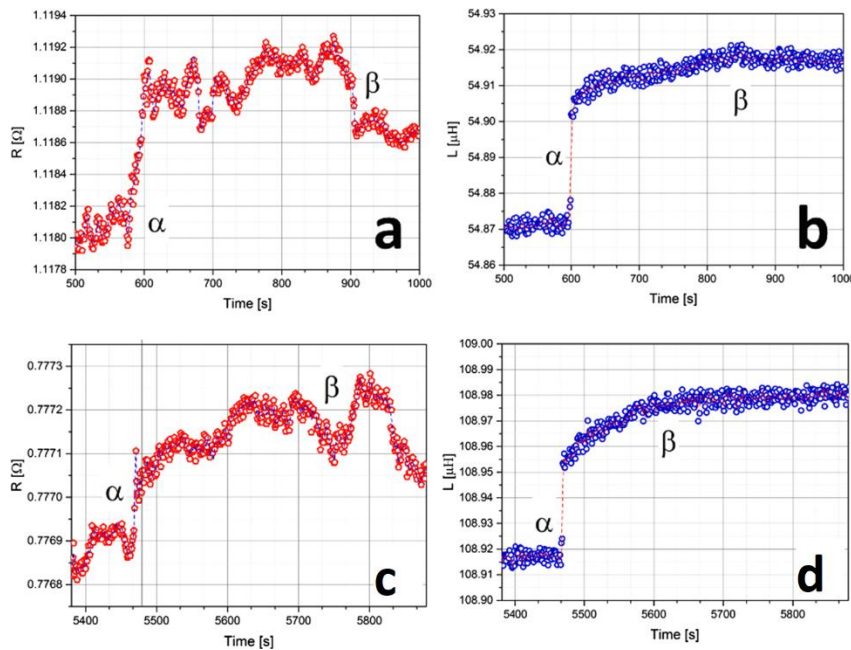 1.1194
1.1192
1.1190
1.1188
1.1186
1.1184
1.1182
1.1180
1.1178
R [Ω]
α
β
a
500 600 700 800 900 1000
Time [s]
54.93
54.92
54.91
54.90
54.89
54.88
54.87
54.86
L [μH]
α
β
b
500 600 700 800 900 1000
Time [s]
0.7773
0.7772
0.7771
0.7770
0.7769
0.7768
R [Ω]
α
β
c
5400 5500 5600 5700 5800
Time [s]
109.00
108.99
108.98
108.97
108.96
108.95
108.94
108.93
108.92
108.91
108.90
L [μH]
α
β
d
5400 5500 5600 5700 5800
Time [s]